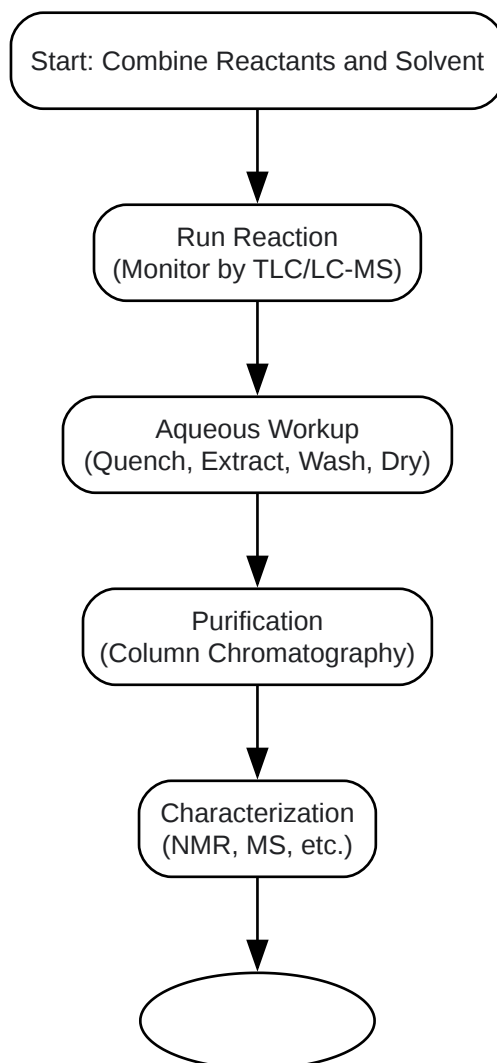 Start: Combine Reactants and Solvent
Run Reaction
(Monitor by TLC/LC-MS)
Aqueous Workup
(Quench, Extract, Wash, Dry)
Purification
(Column Chromatography)
Characterization
(NMR, MS, etc.)